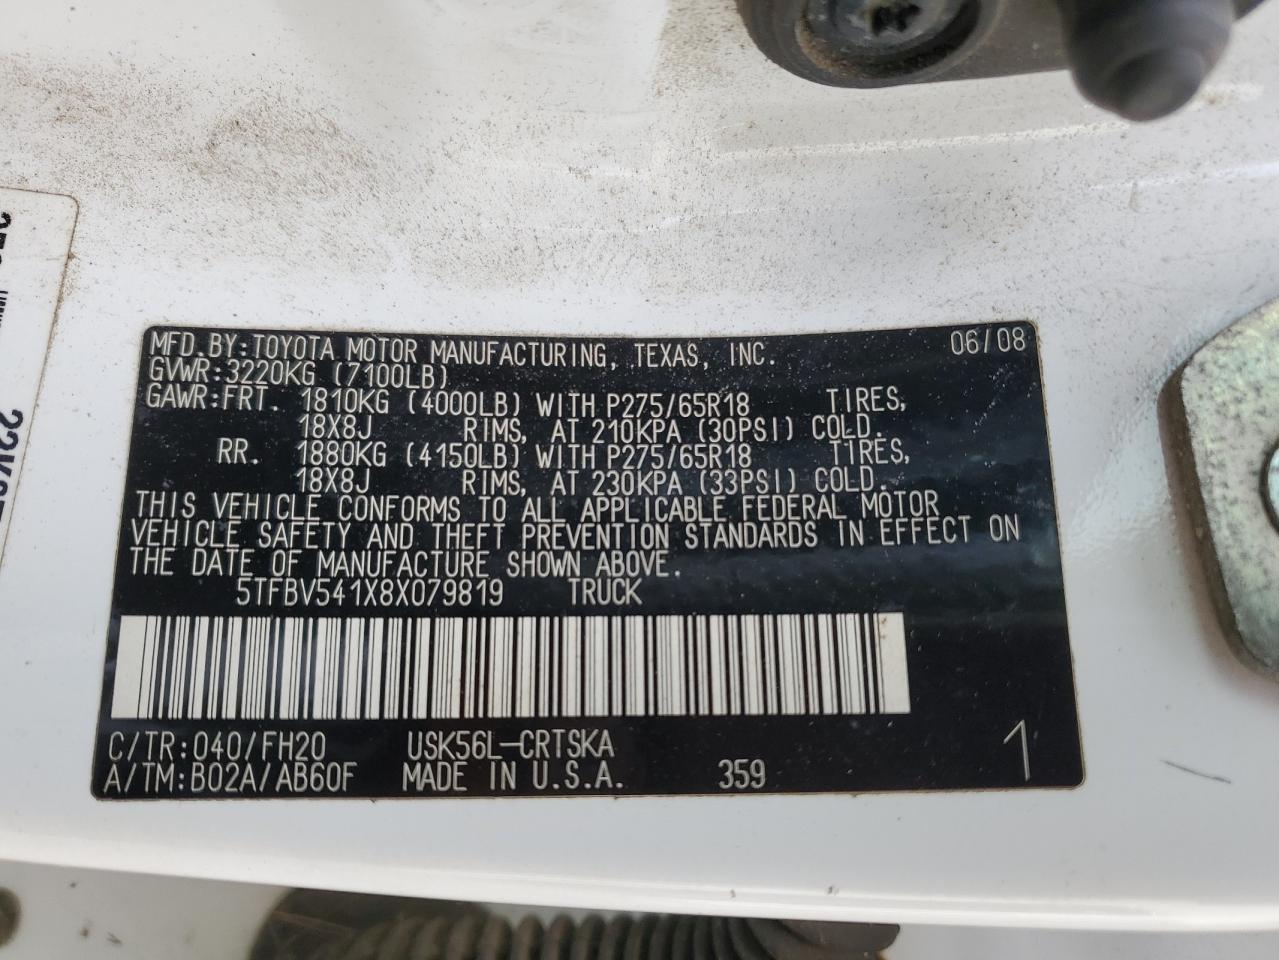 MFD.BY:TOYOTA MOTOR MANUFACTURING, TEXAS, INC. 06/08
GVWR:3220KG (7100LB)
GAWR:FRT. 1810KG (4000LB) WITH P275/65R18 TIRES,
18X8J RIMS, AT 210KPA (30PSI) COLD.
RR. 1880KG (4150LB) WITH P275/65R18 TIRES,
18X8J RIMS, AT 230KPA (33PSI) COLD.
THIS VEHICLE CONFORMS TO ALL APPLICABLE FEDERAL MOTOR
VEHICLE SAFETY AND THEFT PREVENTION STANDARDS IN EFFECT ON
THE DATE OF MANUFACTURE SHOWN ABOVE.
5TFBV541X8X079819 TRUCK
C/TR:040/FH20 USK56L-CRTSKA
A/TM:B02A/AB60F MADE IN U.S.A. 359 1